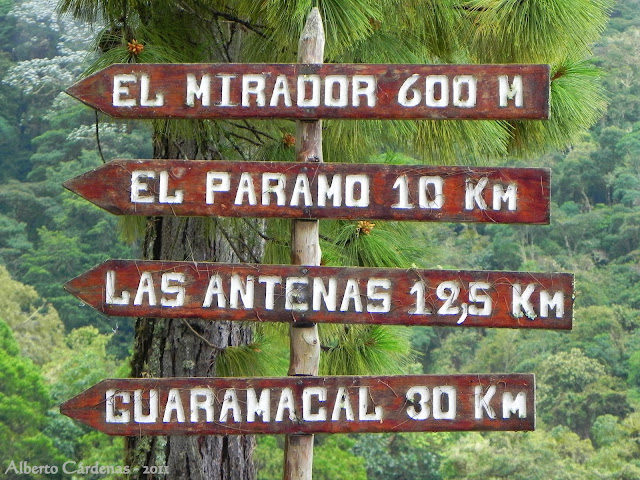 EL MIRADOR 600 M
EL PARAMO 10 KM
LAS ANTENAS 12,5 KM
GUARAMACAL 30 KM
Alberto Cardenas - 2011